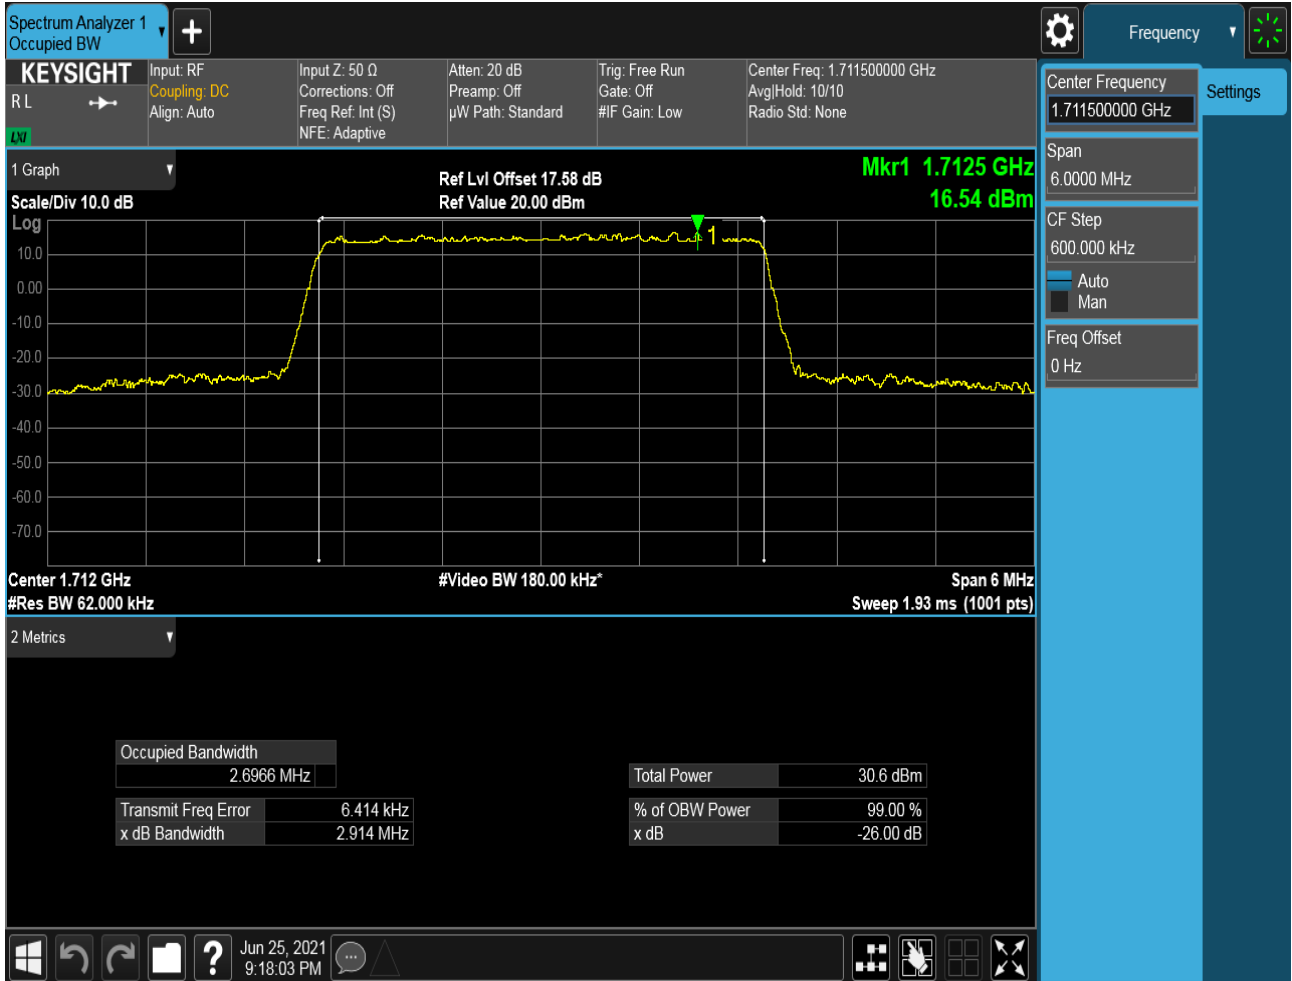 Spectrum Analyzer 1
Occupied BW
Frequency
KEYSIGHT
R L
LXI
Input: RF
Coupling: DC
Align: Auto
Input Z: 50 Ω
Corrections: Off
Freq Ref: Int (S)
NFE: Adaptive
Atten: 20 dB
Preamp: Off
µW Path: Standard
Trig: Free Run
Gate: Off
#IF Gain: Low
Center Freq: 1.711500000 GHz
Avg|Hold: 10/10
Radio Std: None
Center Frequency
1.711500000 GHz
Settings
Span
6.0000 MHz
CF Step
600.000 kHz
Auto
Man
Freq Offset
0 Hz
1 Graph
Scale/Div 10.0 dB
Ref Lvl Offset 17.58 dB
Ref Value 20.00 dBm
Mkr1 1.7125 GHz
16.54 dBm
Log
1
10.0
0.00
-10.0
-20.0
-30.0
-40.0
-50.0
-60.0
-70.0
Center 1.712 GHz
#Video BW 180.00 kHz*
Span 6 MHz
#Res BW 62.000 kHz
Sweep 1.93 ms (1001 pts)
2 Metrics
Occupied Bandwidth
2.6966 MHz
Total Power 30.6 dBm
Transmit Freq Error 6.414 kHz
% of OBW Power 99.00 %
x dB Bandwidth 2.914 MHz
x dB -26.00 dB
?
Jun 25, 2021
9:18:03 PM